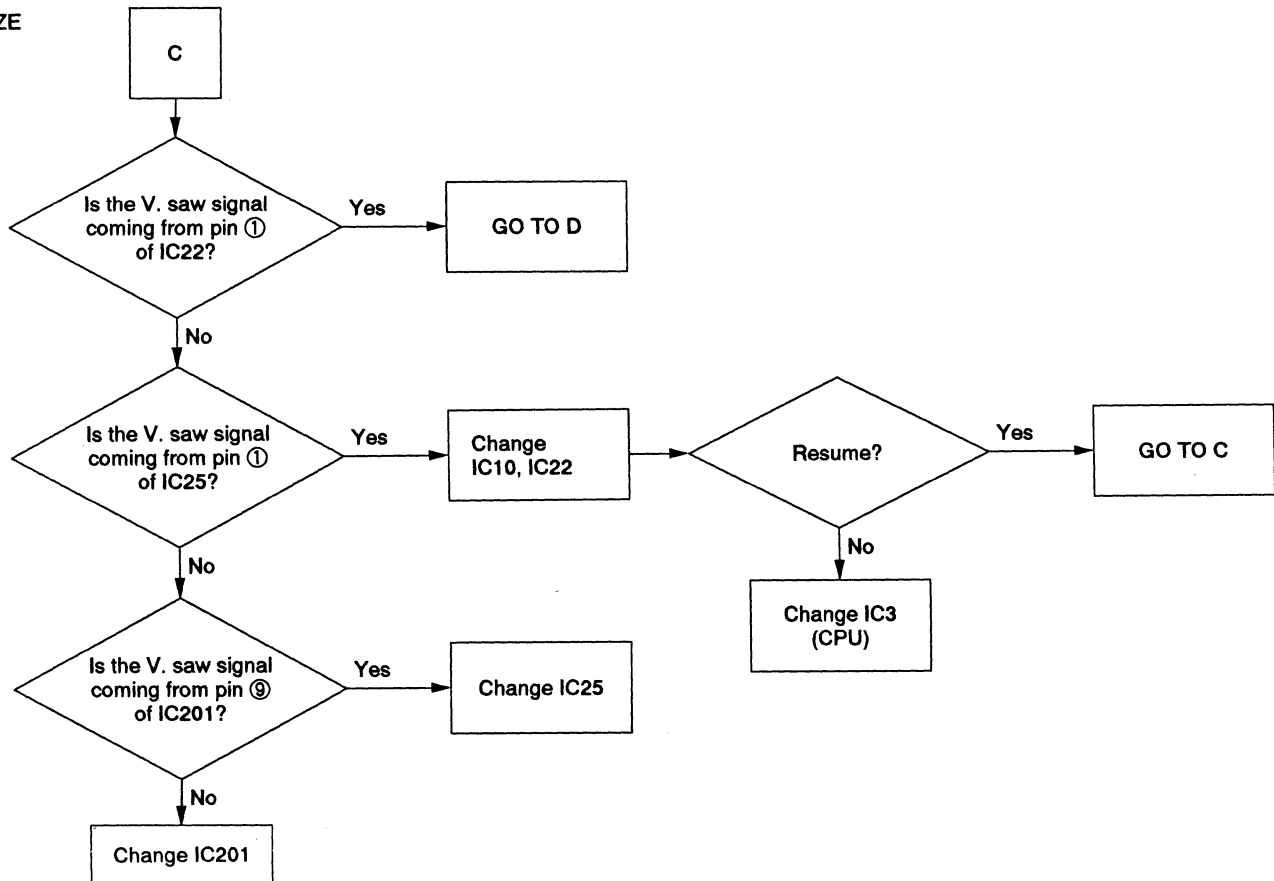 ZE
C
Is the V. saw signal
coming from pin ①
of IC22?
Yes
GO TO D
No
Is the V. saw signal
coming from pin ①
of IC25?
Yes
Change
IC10, IC22
Resume?
Yes
GO TO C
No
Change IC3
(CPU)
No
Is the V. saw signal
coming from pin ⑨
of IC201?
Yes
Change IC25
No
Change IC201